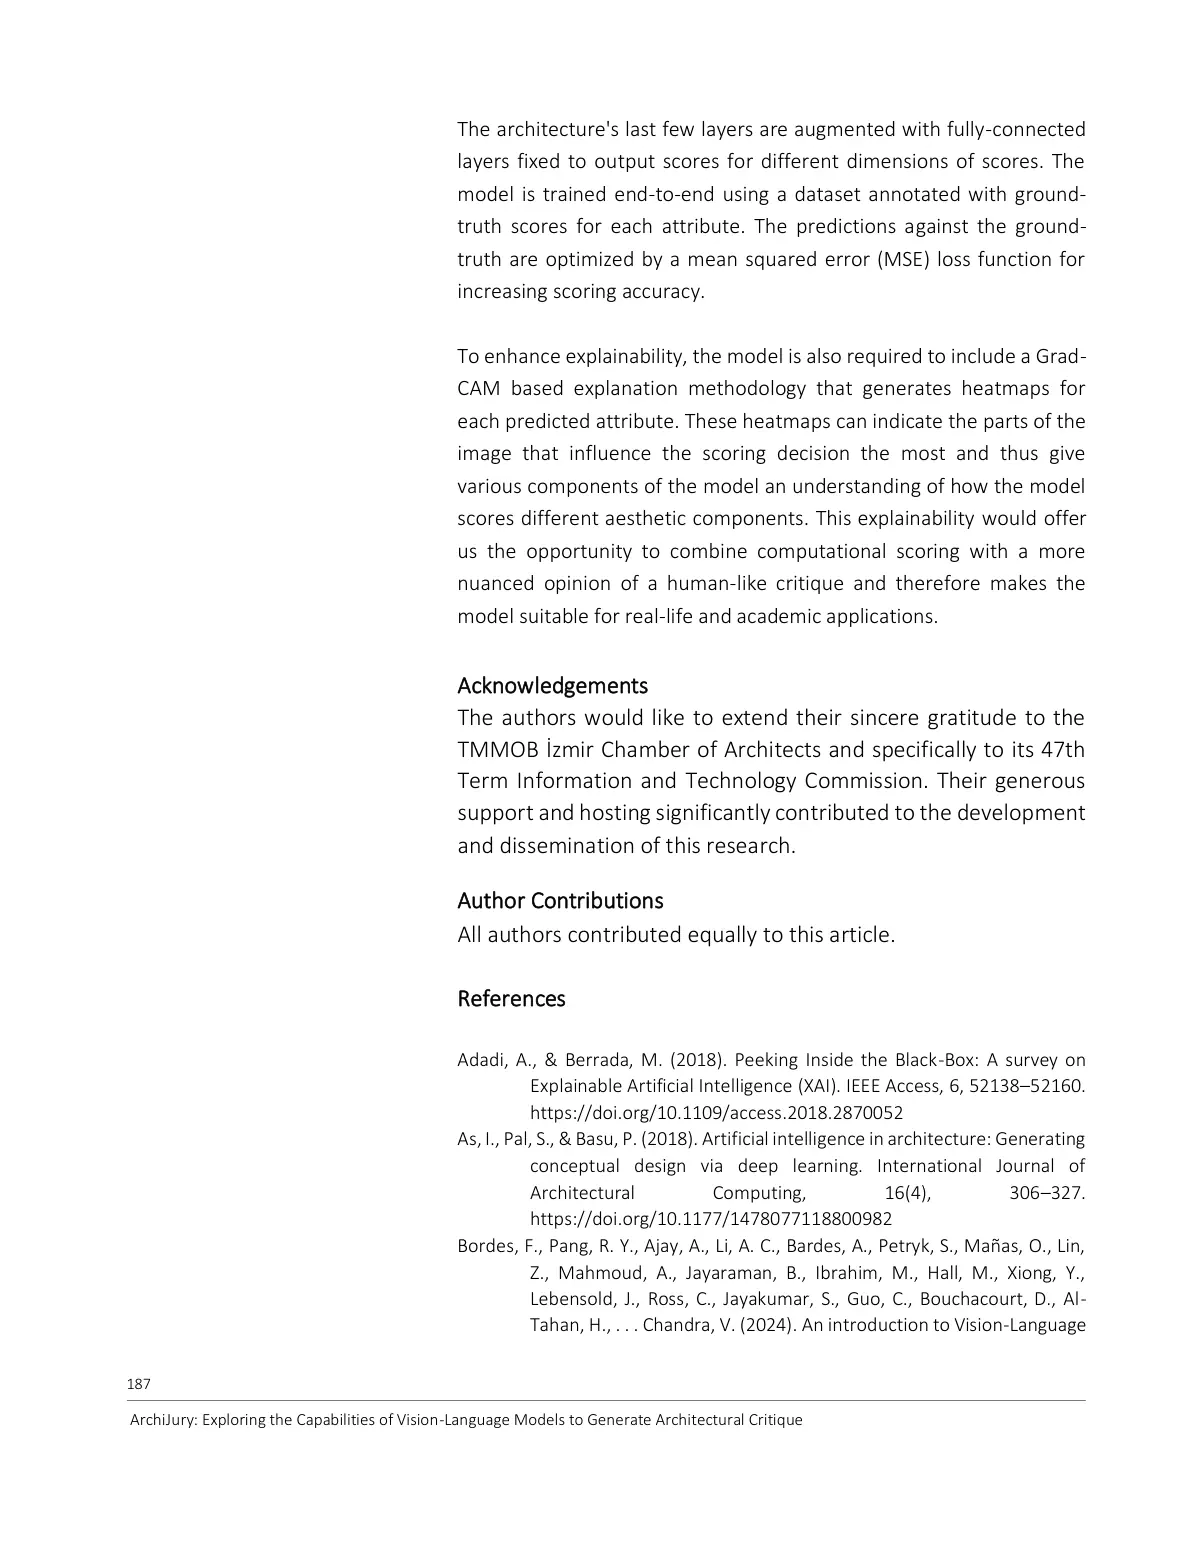 The architecture's last few layers are augmented with fully-connected
layers fixed to output scores for different dimensions of scores. The
model is trained end-to-end using a dataset annotated with ground-
truth scores for each attribute. The predictions against the ground-
truth are optimized by a mean squared error (MSE) loss function for
increasing scoring accuracy.
To enhance explainability, the model is also required to include a Grad-
CAM based explanation methodology that generates heatmaps for
each predicted attribute. These heatmaps can indicate the parts of the
image that influence the scoring decision the most and thus give
various components of the model an understanding of how the model
scores different aesthetic components. This explainability would offer
us the opportunity to combine computational scoring with a more
nuanced opinion of a human-like critique and therefore makes the
model suitable for real-life and academic applications.
Acknowledgements
The authors would like to extend their sincere gratitude to the
TMMOB İzmir Chamber of Architects and specifically to its 47th
Term Information and Technology Commission. Their generous
support and hosting significantly contributed to the development
and dissemination of this research.
Author Contributions
All authors contributed equally to this article.
References
Adadi, A., & Berrada, M. (2018). Peeking Inside the Black-Box: A survey on
Explainable Artificial Intelligence (XAI). IEEE Access, 6, 52138–52160.
https://doi.org/10.1109/access.2018.2870052
As, I., Pal, S., & Basu, P. (2018). Artificial intelligence in architecture: Generating
conceptual design via deep learning. International Journal of
Architectural Computing, 16(4), 306–327.
https://doi.org/10.1177/1478077118800982
Bordes, F., Pang, R. Y., Ajay, A., Li, A. C., Bardes, A., Petryk, S., Mañas, O., Lin,
Z., Mahmoud, A., Jayaraman, B., Ibrahim, M., Hall, M., Xiong, Y.,
Lebensold, J., Ross, C., Jayakumar, S., Guo, C., Bouchacourt, D., Al-
Tahan, H., . . . Chandra, V. (2024). An introduction to Vision-Language
187
ArchiJury: Exploring the Capabilities of Vision-Language Models to Generate Architectural Critique